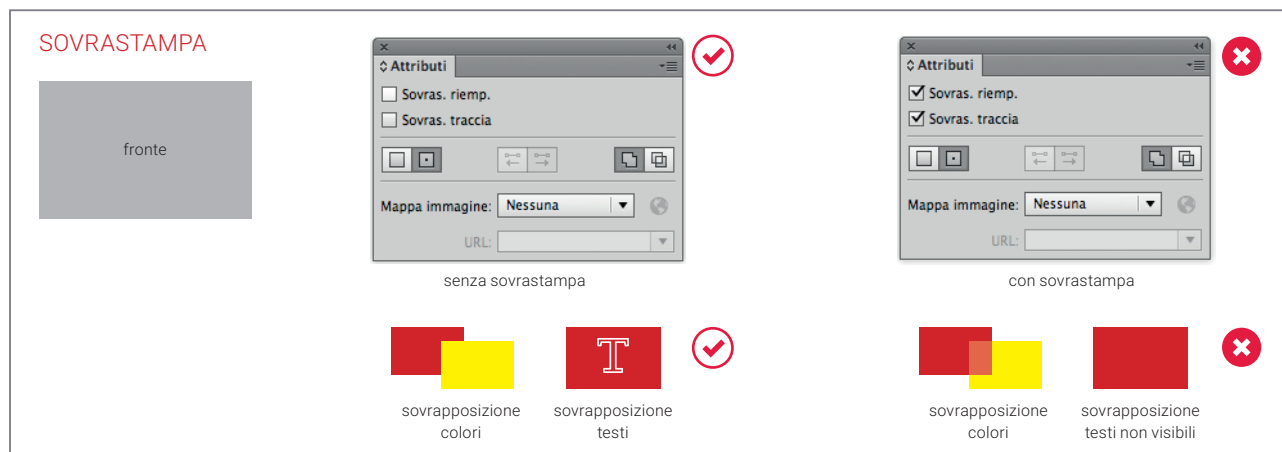 SOVRASTAMPA
fronte
Attributi
Sovras. riemp.
Sovras. traccia
Mappa immagine: Nessuna
URL:
senza sovrastampa
sovrapposizione
colori
T
sovrapposizione
testi
Attributi
Sovras. riemp.
Sovras. traccia
Mappa immagine: Nessuna
URL:
con sovrastampa
sovrapposizione
colori
sovrapposizione
testi non visibili